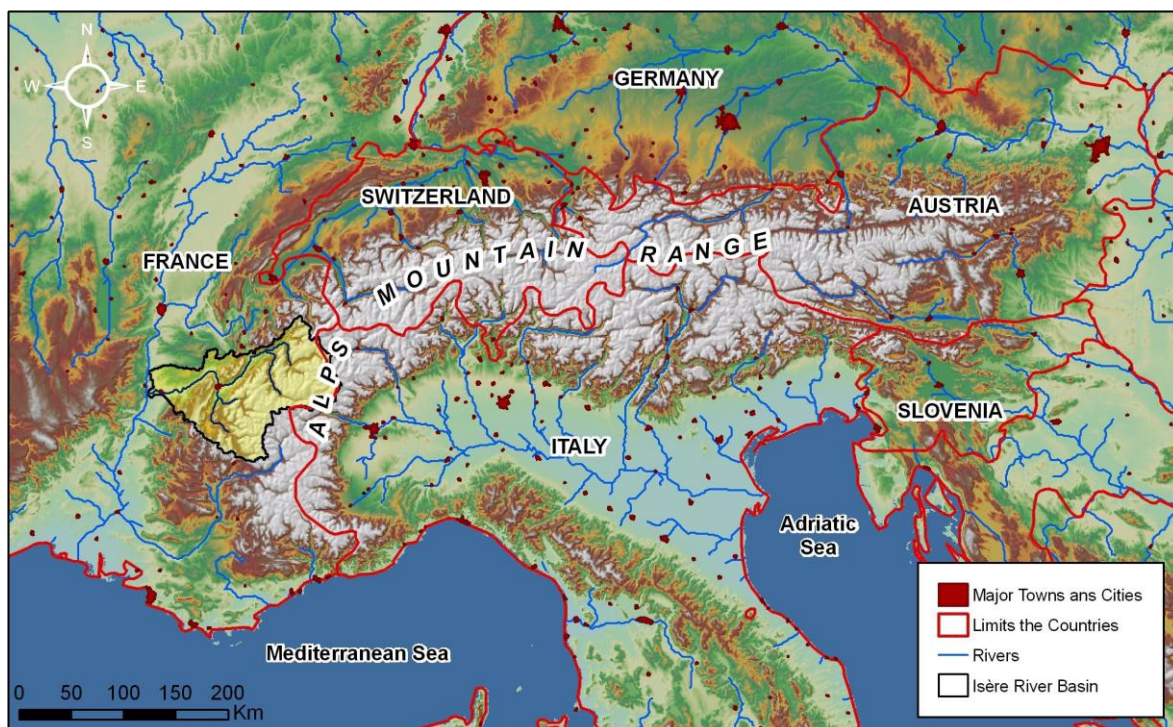 N
W E
S
GERMANY
SWITZERLAND
AUSTRIA
FRANCE
MOUNTAIN RANGE
ALPS
SLOVENIA
ITALY
Adriatic
Sea
Mediterranean Sea
0 50 100 150 200
Km
Major Towns ans Cities
Limits the Countries
Rivers
Isère River Basin